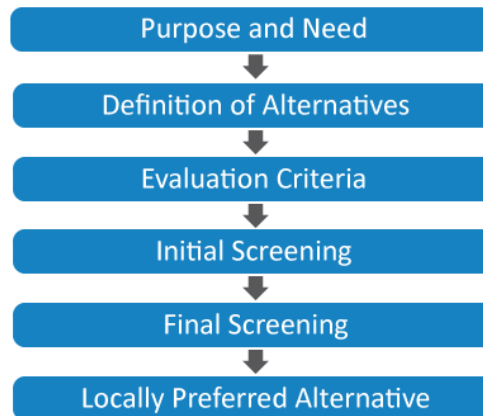 Purpose and Need
Definition of Alternatives
Evaluation Criteria
Initial Screening
Final Screening
Locally Preferred Alternative